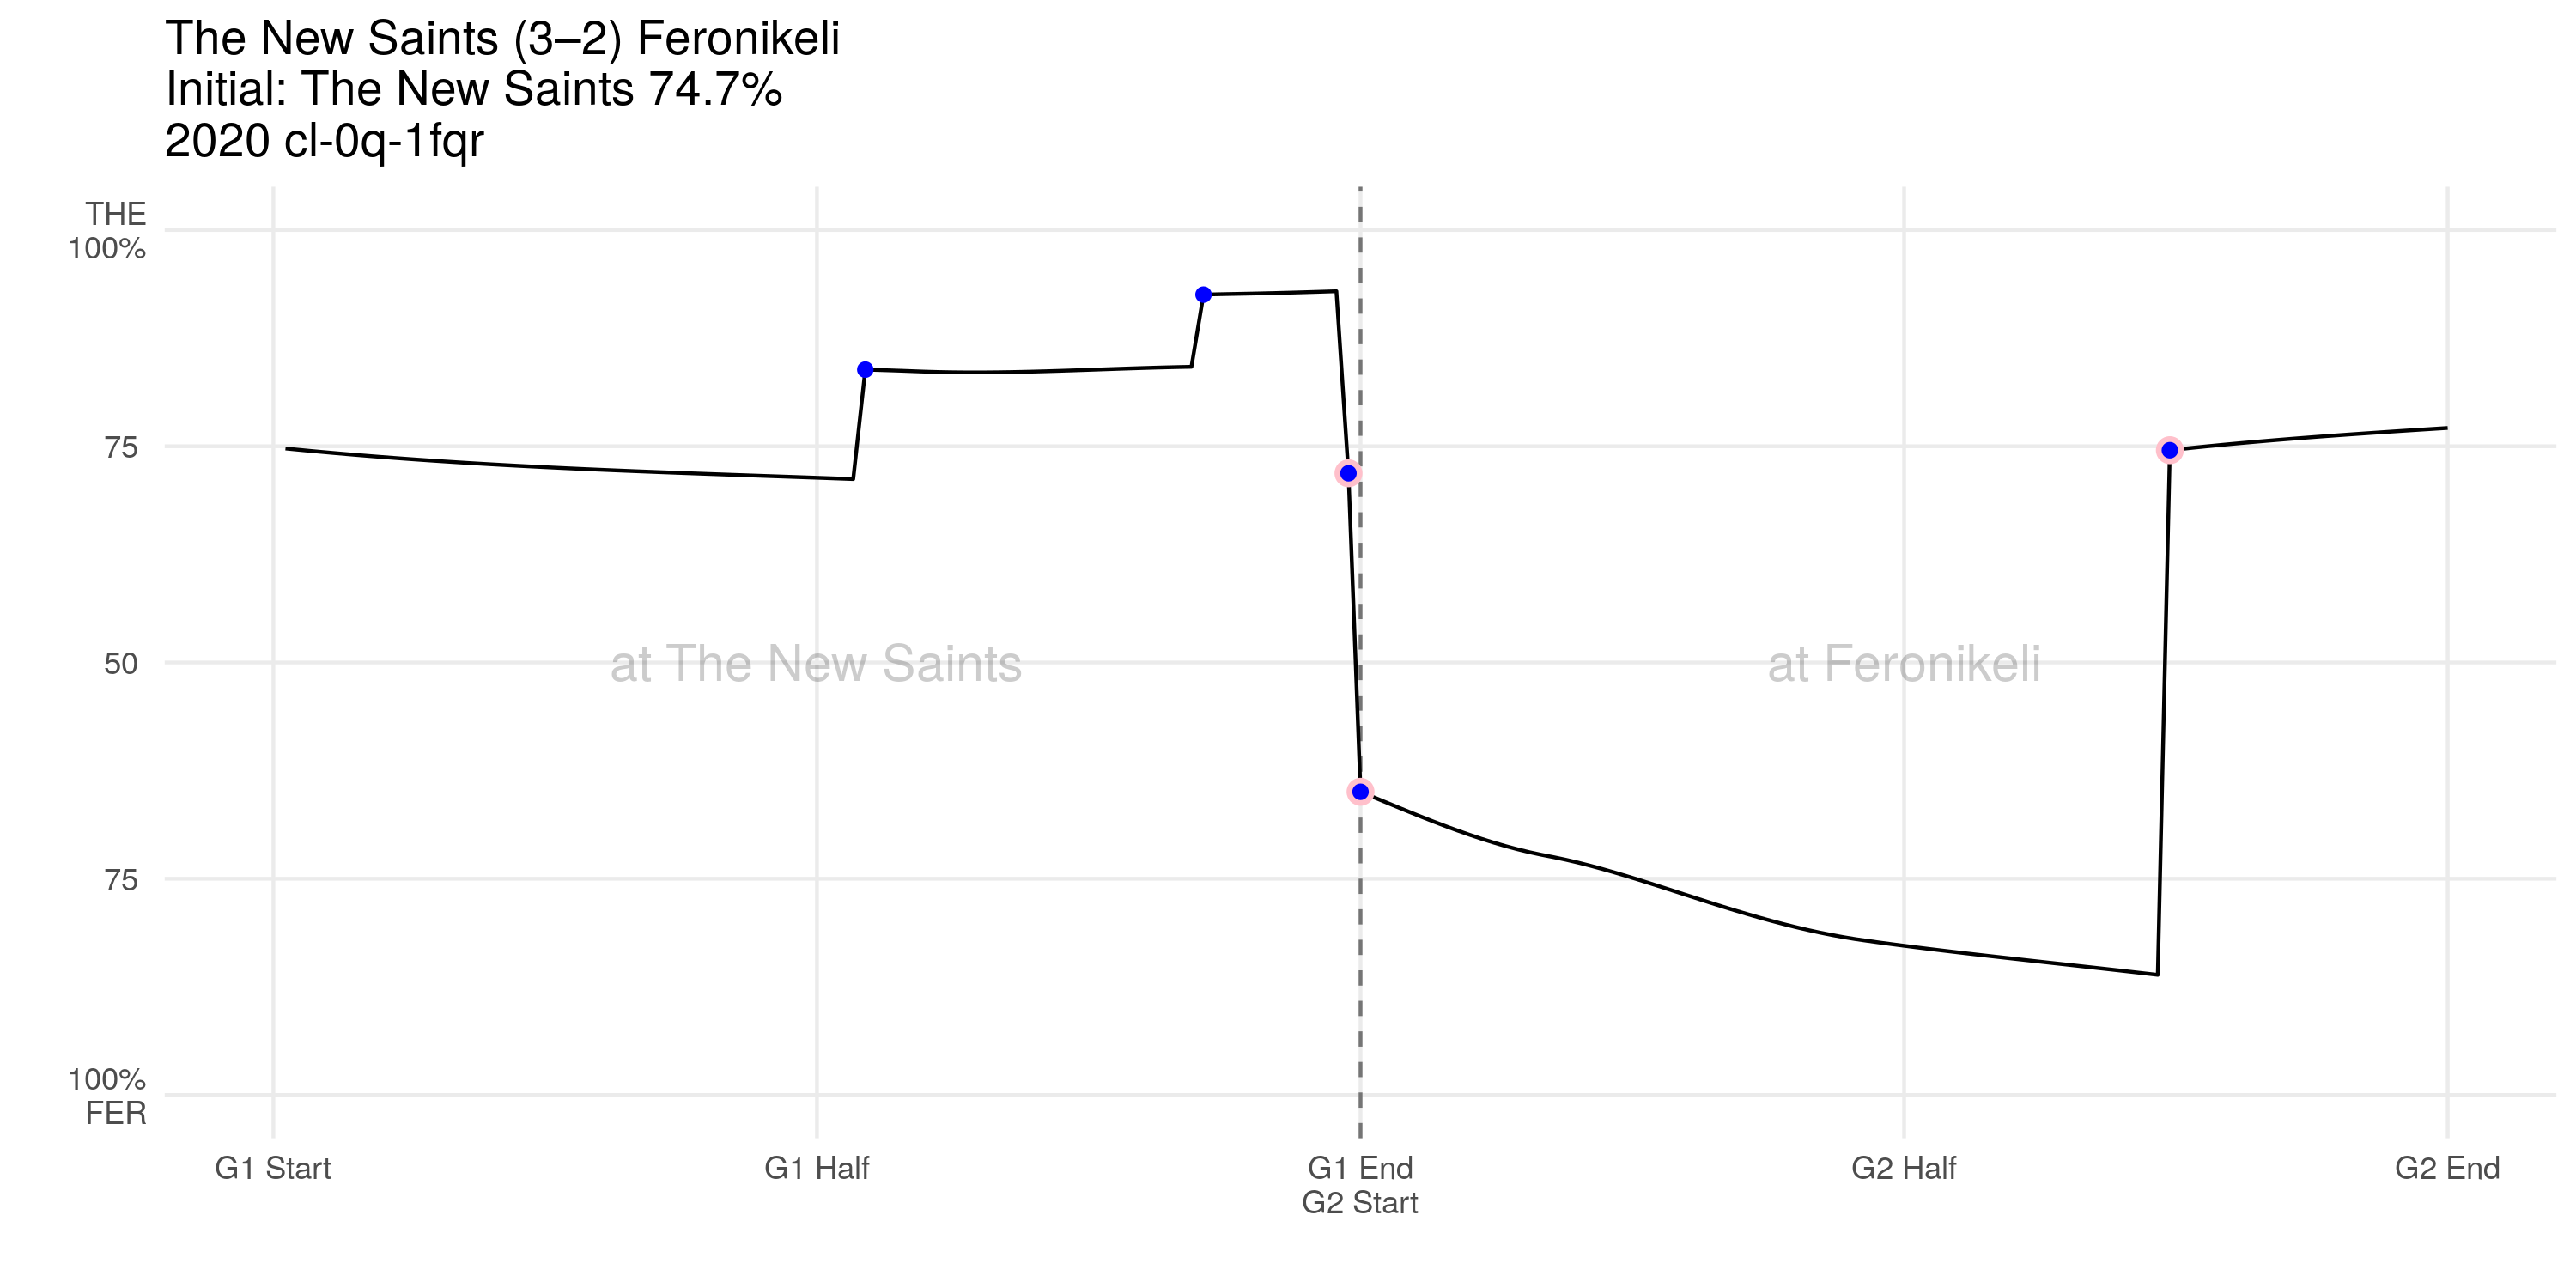 The New Saints (3–2) Feronikeli
Initial: The New Saints 74.7%
2020 cl-0q-1fqr
THE
100%
75
50
75
100%
FER
at The New Saints
at Feronikeli
G1 Start
G1 Half
G1 End
G2 Start
G2 Half
G2 End